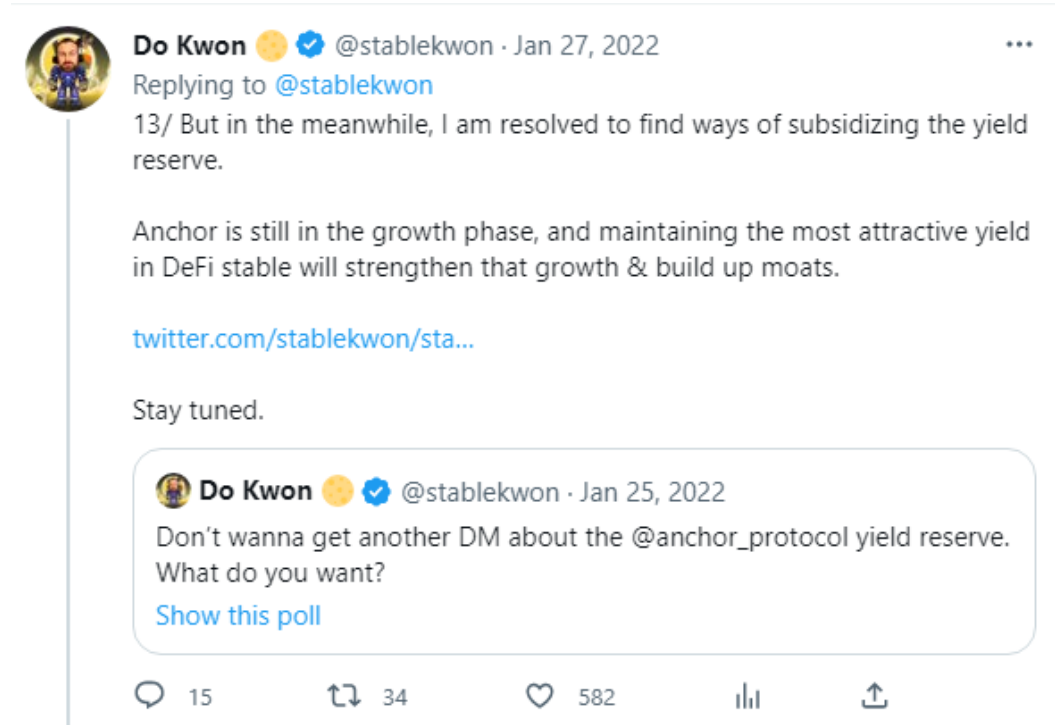 Do Kwon @stablekwon · Jan 27, 2022
Replying to @stablekwon
13/ But in the meanwhile, I am resolved to find ways of subsidizing the yield
reserve.
Anchor is still in the growth phase, and maintaining the most attractive yield
in DeFi stable will strengthen that growth & build up moats.
twitter.com/stablekwon/sta...
Stay tuned.
Do Kwon @stablekwon · Jan 25, 2022
Don’t wanna get another DM about the @anchor_protocol yield reserve.
What do you want?
Show this poll
15 34 582